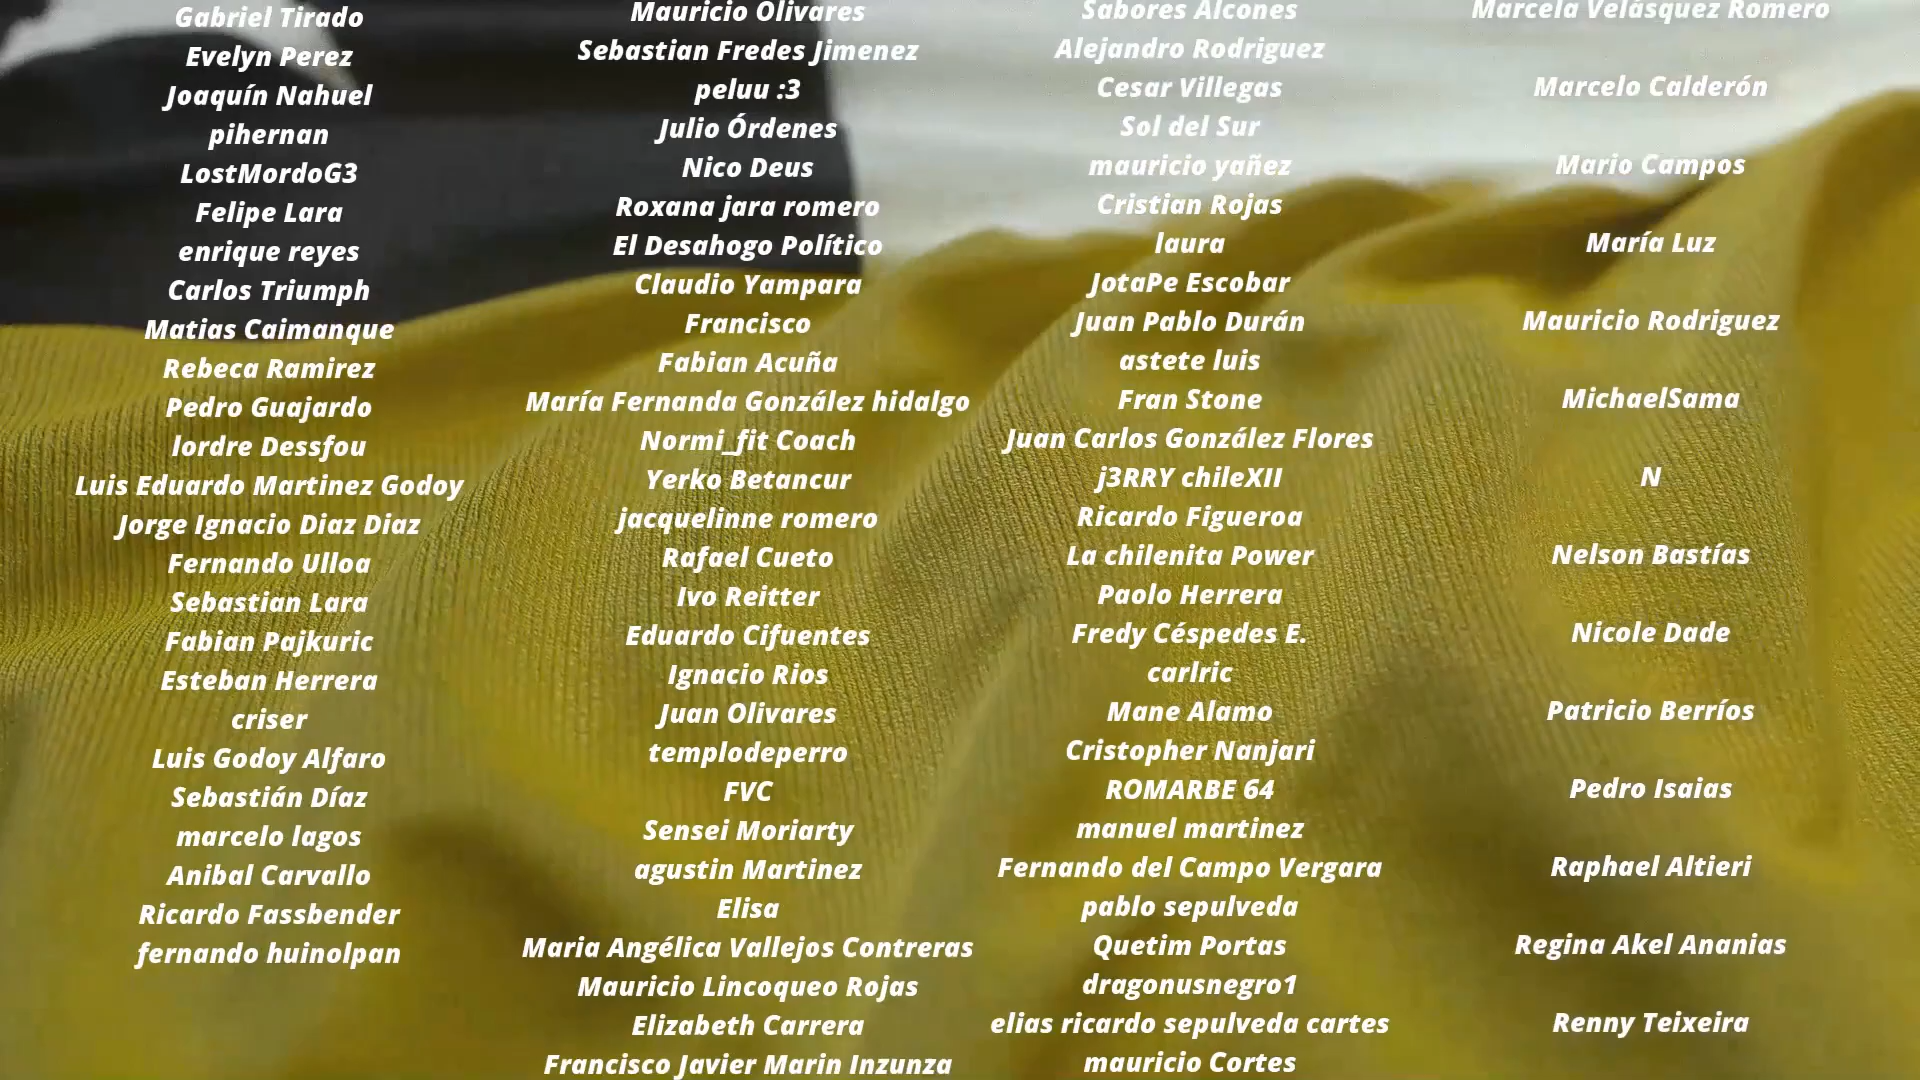 Gabriel Tirado
Evelyn Perez
Joaquín Nahuel
pihernan
LostMordoG3
Felipe Lara
enrique reyes
Carlos Triumph
Matias Caimanque
Rebeca Ramirez
Pedro Guajardo
lordre Dessfou
Luis Eduardo Martinez Godoy
Jorge Ignacio Diaz Diaz
Fernando Ulloa
Sebastian Lara
Fabian Pajkuric
Esteban Herrera
criser
Luis Godoy Alfaro
Sebastián Díaz
marcelo lagos
Anibal Carvallo
Ricardo Fassbender
fernando huinolpan
Mauricio Olivares
Sebastian Fredes Jimenez
peluu :3
Julio Órdenes
Nico Deus
Roxana jara romero
El Desahogo Político
Claudio Yampara
Francisco
Fabian Acuña
María Fernanda González hidalgo
Normi_fit Coach
Yerko Betancur
jacquelinne romero
Rafael Cueto
Ivo Reitter
Eduardo Cifuentes
Ignacio Rios
Juan Olivares
templodeperro
FVC
Sensei Moriarty
agustin Martinez
Elisa
Maria Angélica Vallejos Contreras
Mauricio Lincoqueo Rojas
Elizabeth Carrera
Francisco Javier Marin Inzunza
Sabores Alcones
Alejandro Rodriguez
Cesar Villegas
Sol del Sur
mauricio yañez
Cristian Rojas
laura
JotaPe Escobar
Juan Pablo Durán
astete luis
Fran Stone
Juan Carlos González Flores
j3RRY chileXII
Ricardo Figueroa
La chilenita Power
Paolo Herrera
Fredy Céspedes E.
carlric
Mane Alamo
Cristopher Nanjari
ROMARBE 64
manuel martinez
Fernando del Campo Vergara
pablo sepulveda
Quetim Portas
dragonusnegro1
elias ricardo sepulveda cartes
mauricio Cortes
Marcela Velásquez Romero
Marcelo Calderón
Mario Campos
María Luz
Mauricio Rodriguez
MichaelSama
N
Nelson Bastías
Nicole Dade
Patricio Berríos
Pedro Isaias
Raphael Altieri
Regina Akel Ananias
Renny Teixeira